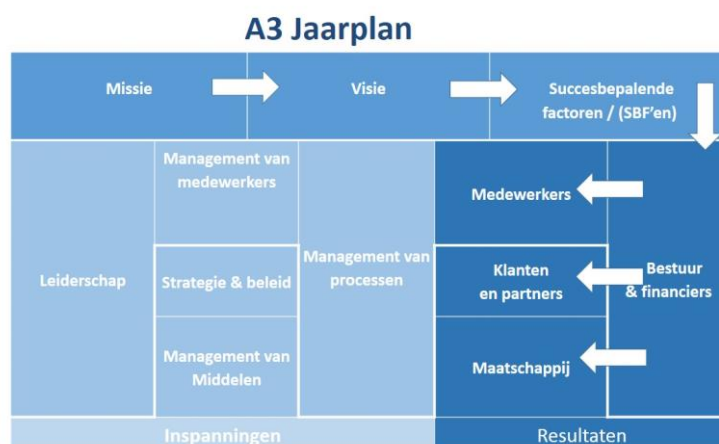 A3 Jaarplan
Missie
Visie
Succesbepalende
factoren / (SBF'en)
Leiderschap
Management van
medewerkers
Strategie & beleid
Management van
Middelen
Management van
processen
Medewerkers
Klanten
en partners
Maatschappij
Bestuur
& financiers
Inspanningen
Resultaten